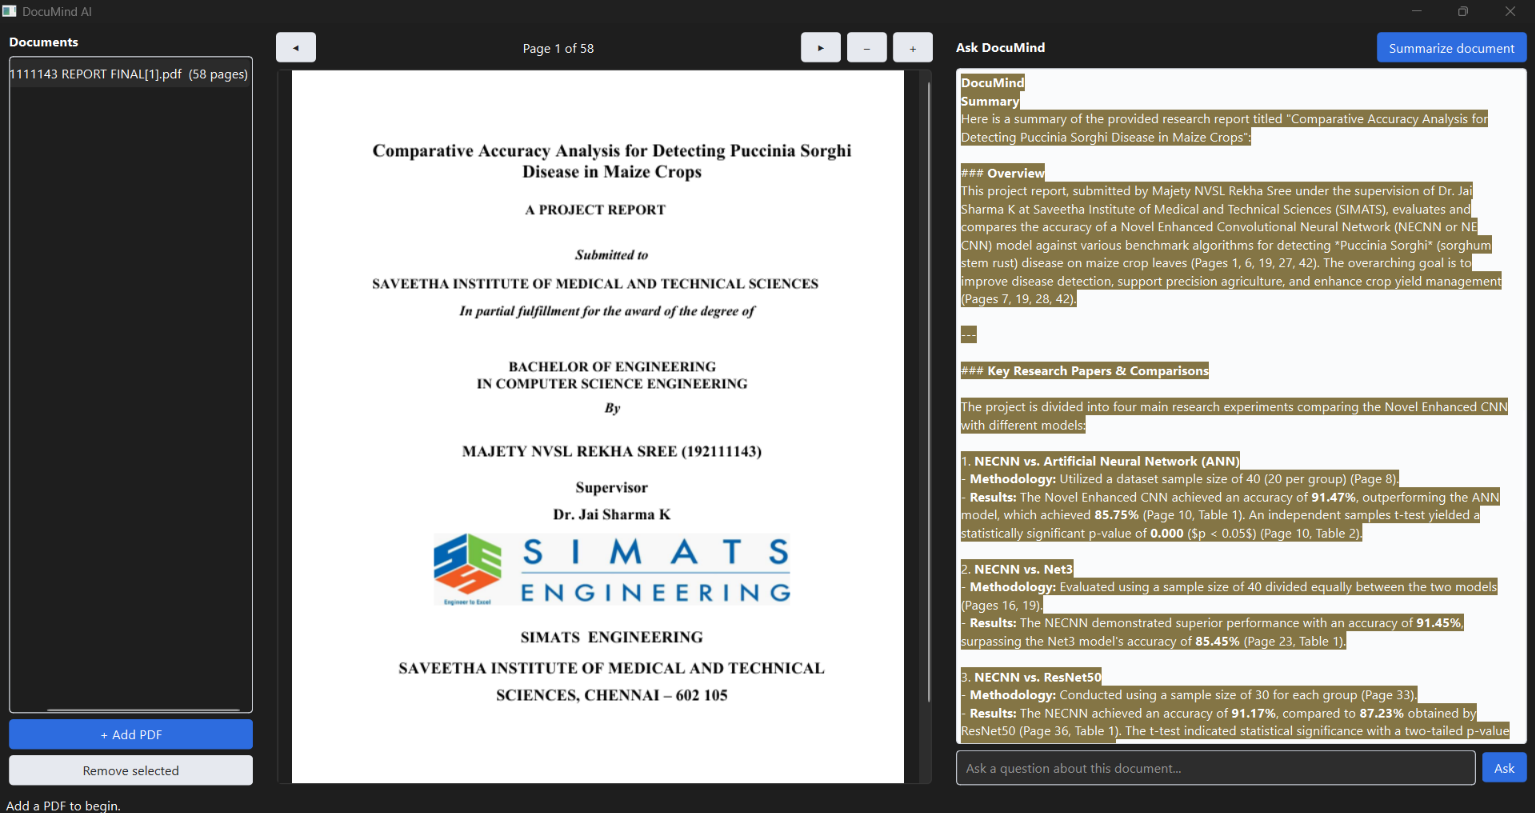 DocuMind AI
Documents
1111143 REPORT FINAL[1].pdf (58 pages)
+ Add PDF
Remove selected
Add a PDF to begin.
Page 1 of 58
–
+
Comparative Accuracy Analysis for Detecting Puccinia Sorghi
Disease in Maize Crops
A PROJECT REPORT
Submitted to
SAVEETHA INSTITUTE OF MEDICAL AND TECHNICAL SCIENCES
In partial fulfillment for the award of the degree of
BACHELOR OF ENGINEERING
IN COMPUTER SCIENCE ENGINEERING
By
MAJETY NVSL REKHA SREE (192111143)
Supervisor
Dr. Jai Sharma K
SIMATS
ENGINEERING
Engineer to Excel
SIMATS ENGINEERING
SAVEETHA INSTITUTE OF MEDICAL AND TECHNICAL
SCIENCES, CHENNAI – 602 105
Ask DocuMind
Summarize document
DocuMind
Summary
Here is a summary of the provided research report titled "Comparative Accuracy Analysis for
Detecting Puccinia Sorghi Disease in Maize Crops":
### Overview
This project report, submitted by Majety NVSL Rekha Sree under the supervision of Dr. Jai
Sharma K at Saveetha Institute of Medical and Technical Sciences (SIMATS), evaluates and
compares the accuracy of a Novel Enhanced Convolutional Neural Network (NECNN or NE
CNN) model against various benchmark algorithms for detecting *Puccinia Sorghi* (sorghum
stem rust) disease on maize crop leaves (Pages 1, 6, 19, 27, 42). The overarching goal is to
improve disease detection, support precision agriculture, and enhance crop yield management
(Pages 7, 19, 28, 42).
---
### Key Research Papers & Comparisons
The project is divided into four main research experiments comparing the Novel Enhanced CNN
with different models:
1. NECNN vs. Artificial Neural Network (ANN)
- Methodology: Utilized a dataset sample size of 40 (20 per group) (Page 8).
- Results: The Novel Enhanced CNN achieved an accuracy of 91.47%, outperforming the ANN
model, which achieved 85.75% (Page 10, Table 1). An independent samples t-test yielded a
statistically significant p-value of 0.000 ($p < 0.05$) (Page 10, Table 2).
2. NECNN vs. Net3
- Methodology: Evaluated using a sample size of 40 divided equally between the two models
(Pages 16, 19).
- Results: The NECNN demonstrated superior performance with an accuracy of 91.45%,
surpassing the Net3 model's accuracy of 85.45% (Page 23, Table 1).
3. NECNN vs. ResNet50
- Methodology: Conducted using a sample size of 30 for each group (Page 33).
- Results: The NECNN achieved an accuracy of 91.17%, compared to 87.23% obtained by
ResNet50 (Page 36, Table 1). The t-test indicated statistical significance with a two-tailed p-value
Ask a question about this document...
Ask